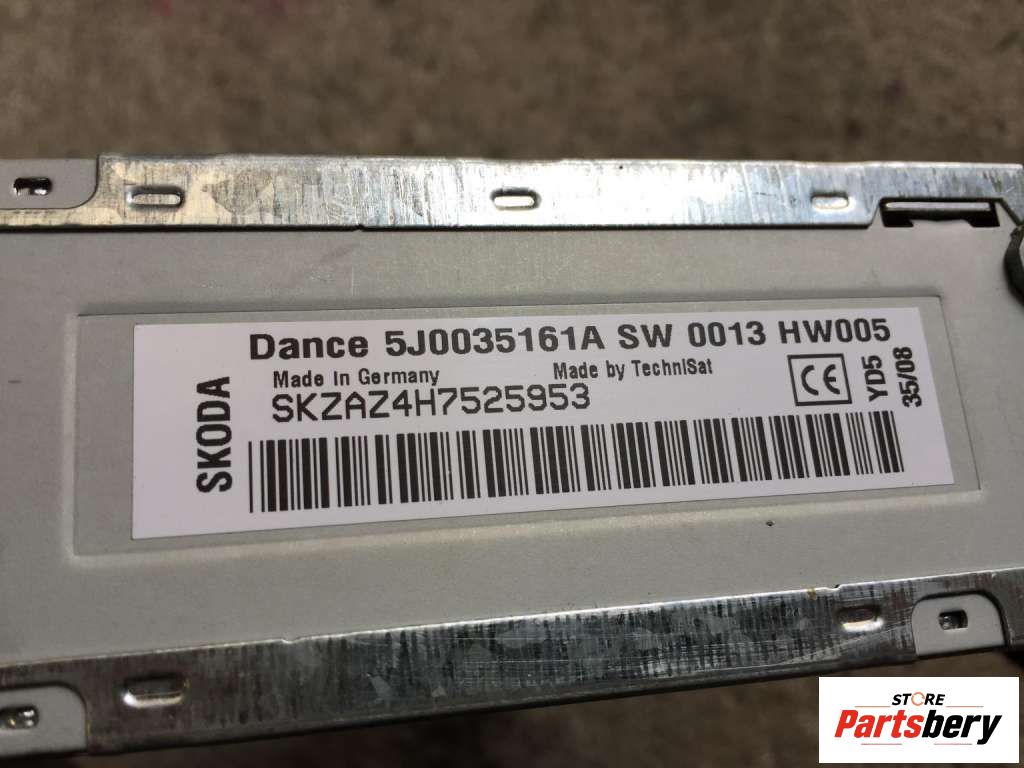 Dance 5J0035161A SW 0013 HW005
Made in Germany Made by TechniSat
SKZAZ4H7525953
SKODA
CE
YD5
35/08
STORE
Partsbery